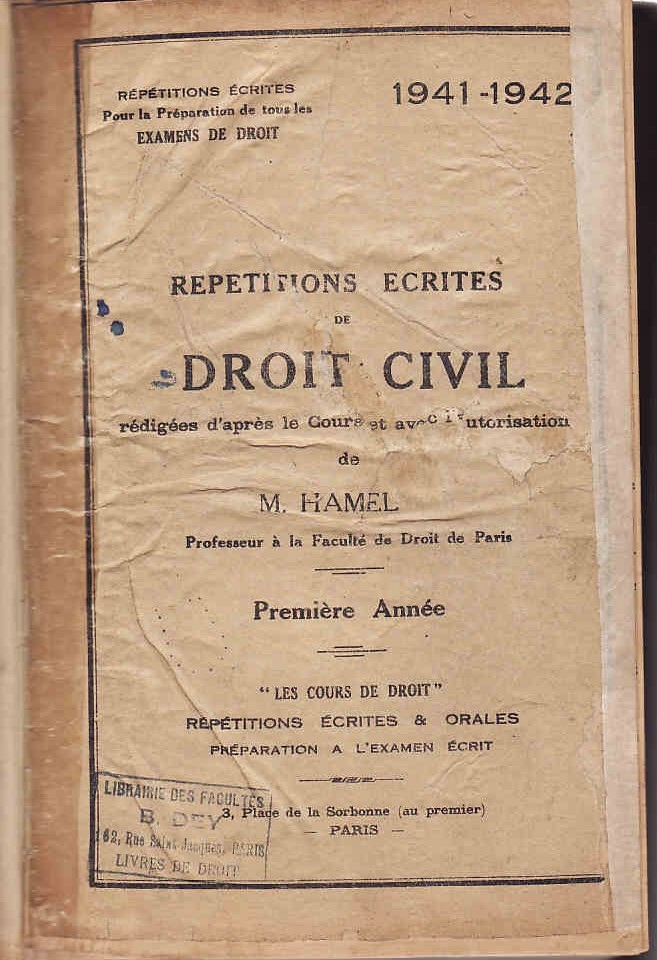 RÉPÉTITIONS ÉCRITES
Pour la Préparation de tous les
EXAMENS DE DROIT
1941-1942
REPETITIONS ECRITES
DE
DROIT CIVIL
rédigées d'après le Cours et avec l'autorisation
de
M. HAMEL
Professeur à la Faculté de Droit de Paris
Première Année
"LES COURS DE DROIT"
RÉPÉTITIONS ÉCRITES & ORALES
PRÉPARATION A L'EXAMEN ÉCRIT
3, Place de la Sorbonne (au premier)
— PARIS —
LIBRAIRIE DES FACULTÉS
B. DEY
162, Rue Saint Jacques, PARIS
LIVRES DE DROIT